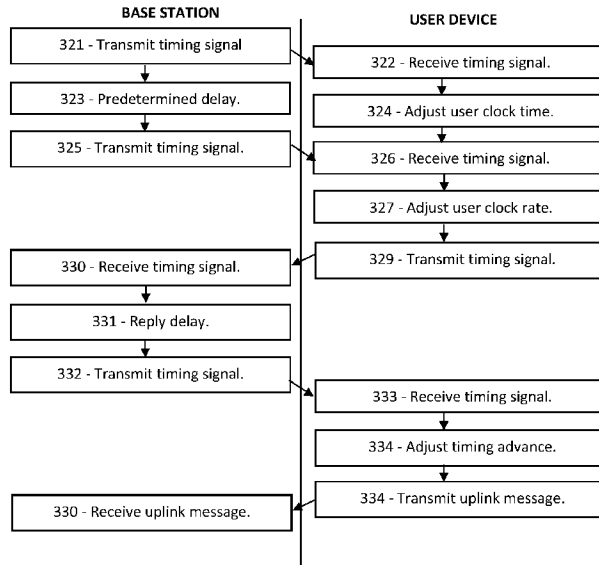 BASE STATION
USER DEVICE
321 - Transmit timing signal
322 - Receive timing signal.
323 - Predetermined delay.
324 - Adjust user clock time.
325 - Transmit timing signal.
326 - Receive timing signal.
327 - Adjust user clock rate.
329 - Transmit timing signal.
330 - Receive timing signal.
331 - Reply delay.
332 - Transmit timing signal.
333 - Receive timing signal.
334 - Adjust timing advance.
334 - Transmit uplink message.
330 - Receive uplink message.